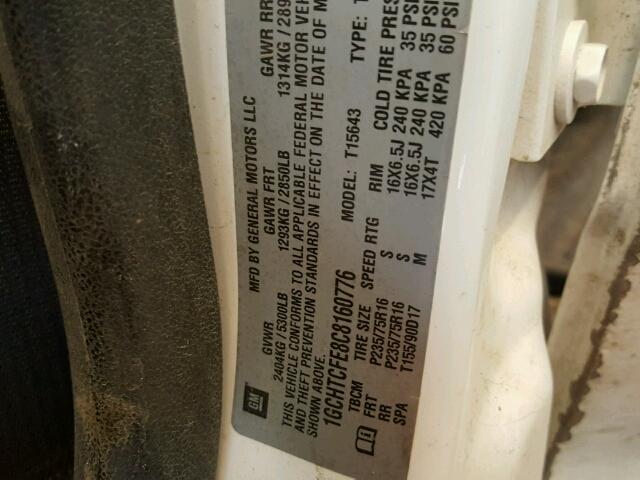 MFD BY GENERAL MOTORS LLC
GVWR GAWR FRT GAWR RR
2404KG / 5300LB 1293KG / 2850LB 1314KG / 289
THIS VEHICLE CONFORMS TO ALL APPLICABLE FEDERAL MOTOR VEH
AND THEFT PREVENTION STANDARDS IN EFFECT ON THE DATE OF M
SHOWN ABOVE.
GM 1GCHTCFE8C8160776 MODEL: T15643 TYPE: T
TBCM TIRE SIZE SPEED RTG RIM COLD TIRE PRES
FRT P235/75R16 S 16X6.5J 240 KPA 35 PSI
RR P235/75R16 S 16X6.5J 240 KPA 35 PSI
SPA T155/90D17 M 17X4T 420 KPA 60 PSI